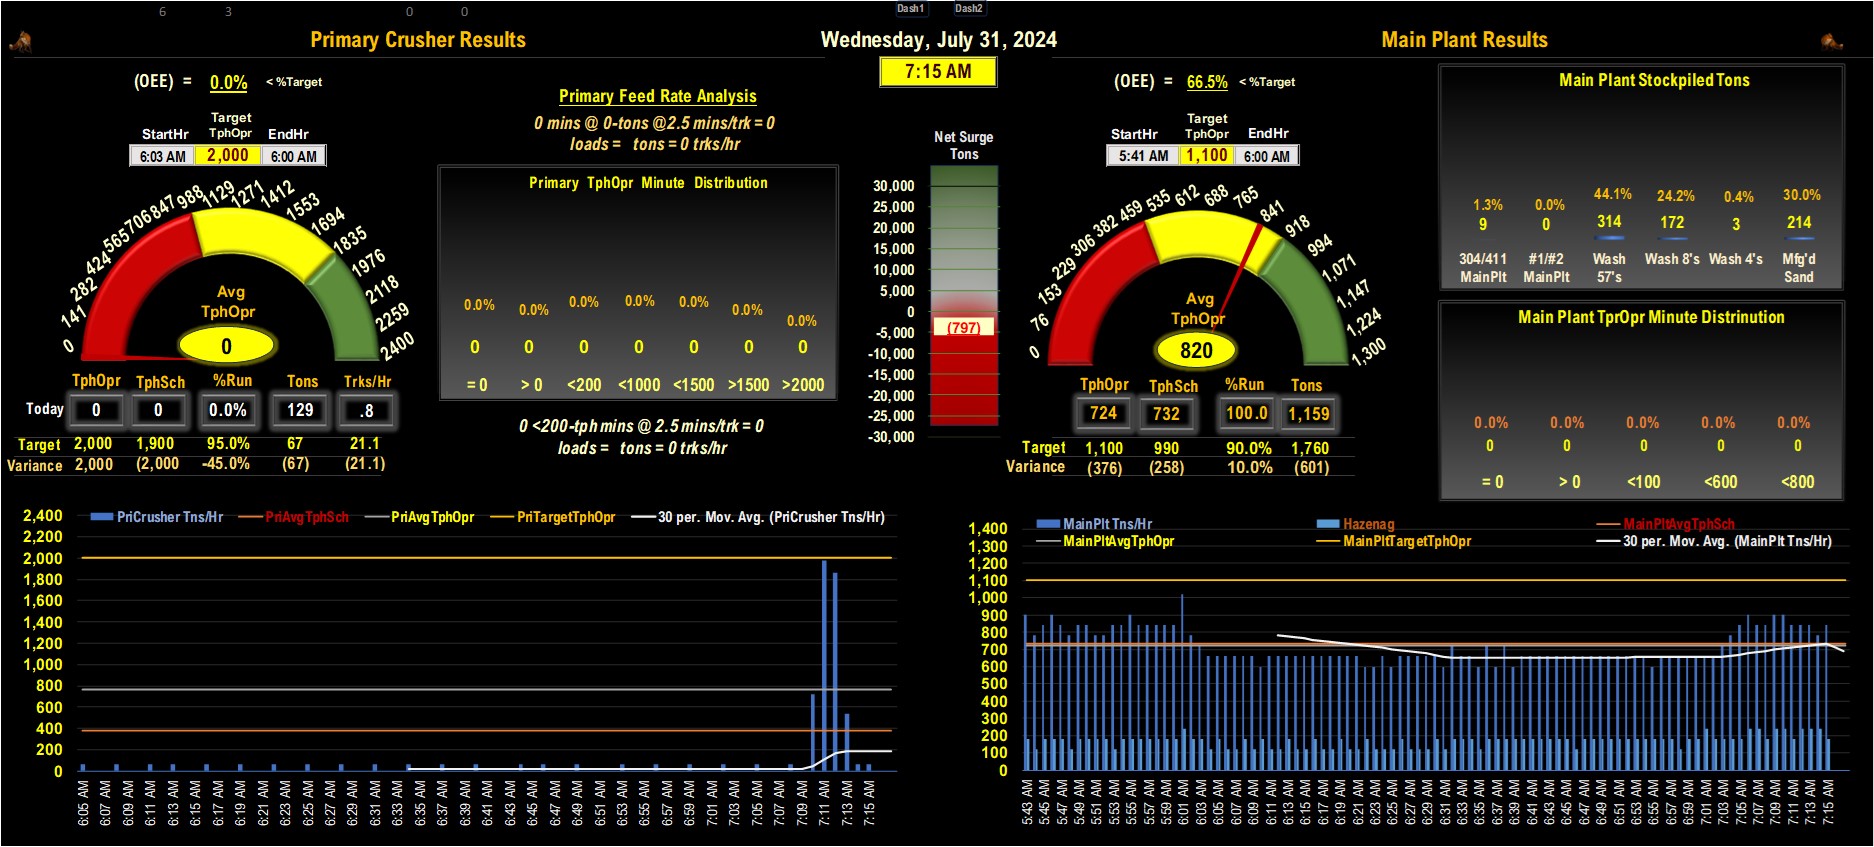 6 3 0 0 Dash1 Dash2
Primary Crusher Results
Wednesday, July 31, 2024
Main Plant Results
7:15 AM
(OEE) = 0.0% < %Target
Target
StartHr TphOpr EndHr
6:03 AM 2,000 6:00 AM
0 141 282 424 565 706 847 988 1129 1271 1412 1553 1694 1835 1976 2118 2259 2400
Avg
TphOpr
0
TphOpr TphSch %Run Tons Trks/Hr
Today 0 0 0.0% 129 .8
Target 2,000 1,900 95.0% 67 21.1
Variance 2,000 (2,000 -45.0% (67) (21.1)
Primary Feed Rate Analysis
0 mins @ 0-tons @2.5 mins/trk = 0
loads = tons = 0 trks/hr
Primary TphOpr Minute Distribution
0.0% 0.0% 0.0% 0.0% 0.0% 0.0% 0.0%
0 0 0 0 0 0 0
= 0 > 0 <200 <1000 <1500 >1500 >2000
0 <200-tph mins @ 2.5 mins/trk = 0
loads = tons = 0 trks/hr
Net Surge
Tons
30,000
25,000
20,000
15,000
10,000
5,000
0
-5,000
-10,000
-15,000
-20,000
-25,000
-30,000
(797)
(OEE) = 66.5% < %Target
Target
StartHr TphOpr EndHr
5:41 AM 1,100 6:00 AM
0 76 153 229 306 382 459 535 612 688 765 841 918 994 1,071 1,147 1,224 1,300
Avg
TphOpr
820
TphOpr TphSch %Run Tons
724 732 100.0 1,159
Target 1,100 990 90.0% 1,760
Variance (376) (258) 10.0% (601)
Main Plant Stockpiled Tons
1.3% 0.0% 44.1% 24.2% 0.4% 30.0%
9 0 314 172 3 214
304/411 #1/#2 Wash Wash 8's Wash 4's Mfg'd
MainPlt MainPlt 57's Sand
Main Plant TprOpr Minute Distrinution
0.0% 0.0% 0.0% 0.0% 0.0%
0 0 0 0 0
= 0 > 0 <100 <600 <800
PriCrusher Tns/Hr PriAvgTphSch PriAvgTphOpr PriTargetTphOpr 30 per. Mov. Avg. (PriCrusher Tns/Hr)
2,400
2,200
2,000
1,800
1,600
1,400
1,200
1,000
800
600
400
200
0
6:05 AM 6:07 AM 6:09 AM 6:11 AM 6:13 AM 6:15 AM 6:17 AM 6:19 AM 6:21 AM 6:23 AM 6:25 AM 6:27 AM 6:29 AM 6:31 AM 6:33 AM 6:35 AM 6:37 AM 6:39 AM 6:41 AM 6:43 AM 6:45 AM 6:47 AM 6:49 AM 6:51 AM 6:53 AM 6:55 AM 6:57 AM 6:59 AM 7:01 AM 7:03 AM 7:05 AM 7:07 AM 7:09 AM 7:11 AM 7:13 AM 7:15 AM
MainPlt Tns/Hr Hazenag MainPltAvgTphSch
MainPltAvgTphOpr MainPltTargetTphOpr 30 per. Mov. Avg. (MainPlt Tns/Hr)
1,400
1,300
1,200
1,100
1,000
900
800
700
600
500
400
300
200
100
0
5:43 AM 5:45 AM 5:47 AM 5:49 AM 5:51 AM 5:53 AM 5:55 AM 5:57 AM 5:59 AM 6:01 AM 6:11 AM 6:13 AM 6:15 AM 6:17 AM 6:19 AM 6:21 AM 6:23 AM 6:25 AM 6:27 AM 6:29 AM 6:31 AM 6:33 AM 6:35 AM 6:37 AM 6:39 AM 6:41 AM 6:43 AM 6:45 AM 6:47 AM 6:49 AM 6:51 AM 6:53 AM 6:55 AM 6:57 AM 6:59 AM 7:01 AM 7:03 AM 7:05 AM 7:07 AM 7:09 AM 7:11 AM 7:13 AM 7:15 AM